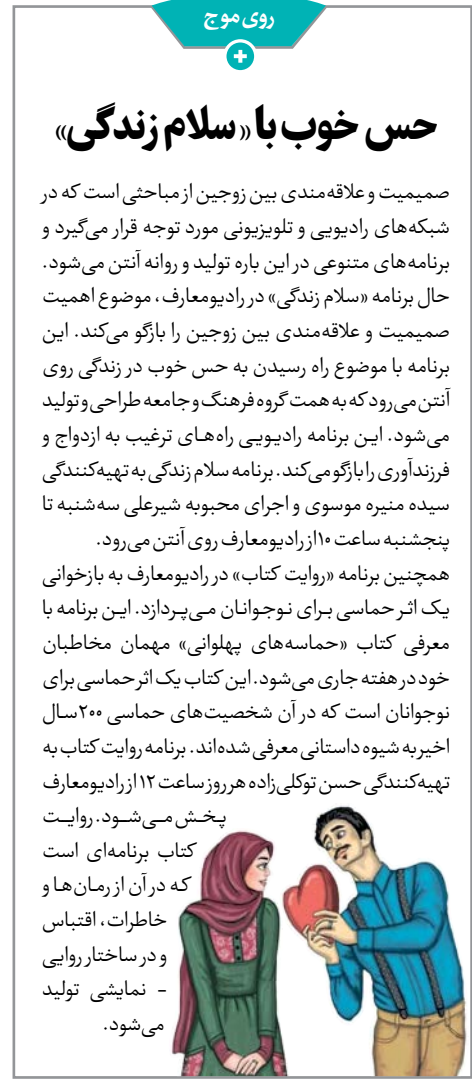 روی موج
حس خوب با «سلام زندگی»
صمیمیت و علاقه‌مندی بین زوجین از مباحثی است که در
شبکه‌های رادیویی و تلویزیونی مورد توجه قرار می‌گیرد و
برنامه‌های متنوعی در این باره تولید و روانه آنتن می‌شود.
حال برنامه «سلام زندگی» در رادیو معارف، موضوع اهمیت
صمیمیت و علاقه‌مندی بین زوجین را بازگو می‌کند. این
برنامه با موضوع راه رسیدن به حس خوب در زندگی روی
آنتن می‌رود که به همت گروه فرهنگ و جامعه طراحی و تولید
می‌شود. این برنامه رادیویی راه‌های ترغیب به ازدواج و
فرزندآوری را بازگو می‌کند. برنامه سلام زندگی به تهیه‌کنندگی
سیده منیره موسوی و اجرای محبوبه شیرعلی سه‌شنبه تا
پنجشنبه ساعت ۱۰ از رادیو معارف روی آنتن می‌رود.
همچنین برنامه «روایت کتاب» در رادیو معارف به بازخوانی
یک اثر حماسی برای نوجوانان می‌پردازد. این برنامه با
معرفی کتاب «حماسه‌های پهلوانی» مهمان مخاطبان
خود در هفته جاری می‌شود. این کتاب یک اثر حماسی برای
نوجوانان است که در آن شخصیت‌های حماسی ۲۰۰ سال
اخیر به شیوه داستانی معرفی شده‌اند. برنامه روایت کتاب به
تهیه‌کنندگی حسن توکلی‌زاده هر روز ساعت ۱۲ از رادیو معارف
پخش می‌شود. روایت
کتاب برنامه‌ای است
که در آن از رمان‌ها و
خاطرات، اقتباس
و در ساختار روایی
- نمایشی تولید
می‌شود.